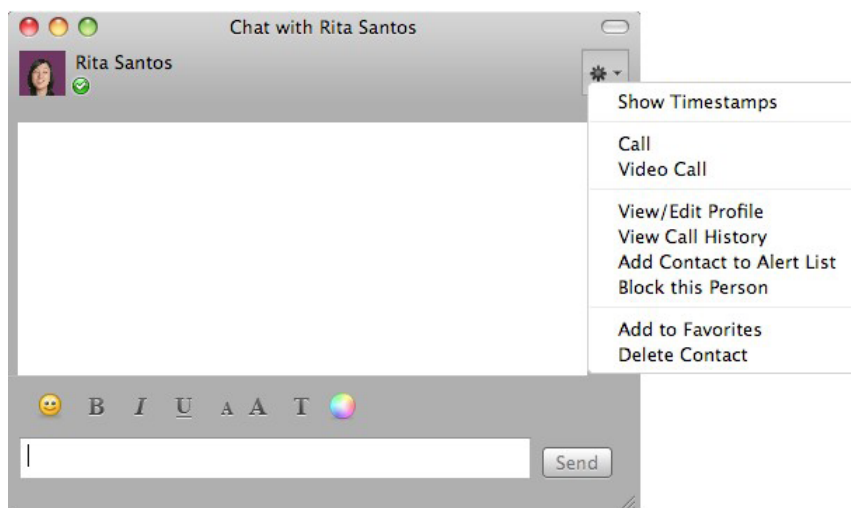 Chat with Rita Santos
Rita Santos
Show Timestamps
Call
Video Call
View/Edit Profile
View Call History
Add Contact to Alert List
Block this Person
Add to Favorites
Delete Contact
B I U A A T
Send